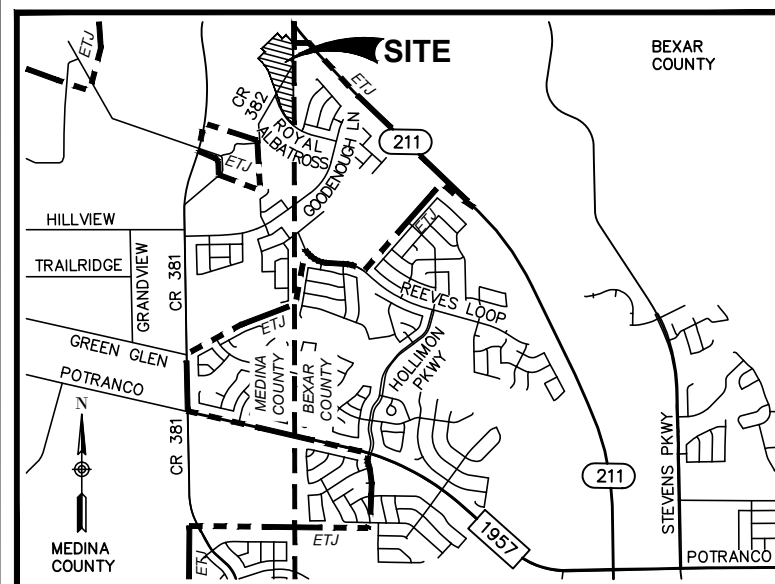 ETJ
SITE
BEXAR
COUNTY
ETJ
CR
382
ROYAL
ALBATROSS
GOODENOUGH LN
211
ETJ
HILLVIEW
ETJ
TRAILRIDGE
GRANDVIEW
CR 381
REEVES LOOP
ETJ
GREEN GLEN
HOLLIMON
PKWY
POTRANCO
MEDINA
COUNTY
BEXAR
COUNTY
N
CR 381
211
STEVENS PKWY
1957
ETJ
MEDINA
COUNTY
ETJ
POTRANCO